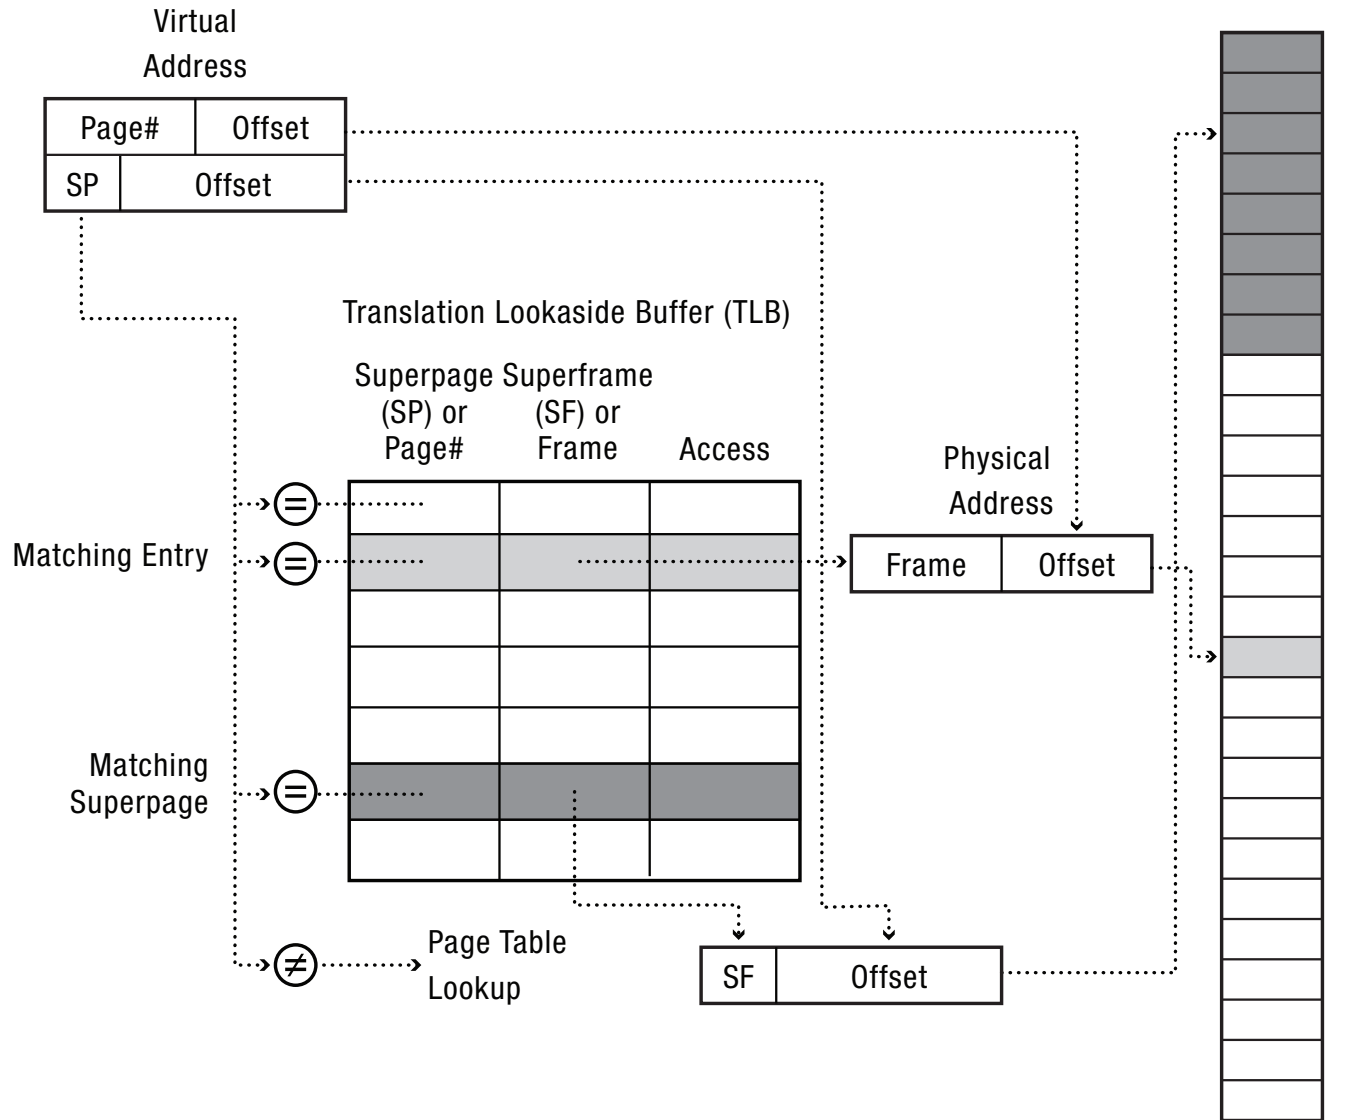 Virtual
Address
Page# Offset
SP Offset
Translation Lookaside Buffer (TLB)
Superpage Superframe
(SP) or (SF) or
Page# Frame Access
Physical
Address
=
Matching Entry = Frame Offset
Matching
Superpage =
Page Table
≠
Lookup
SF Offset